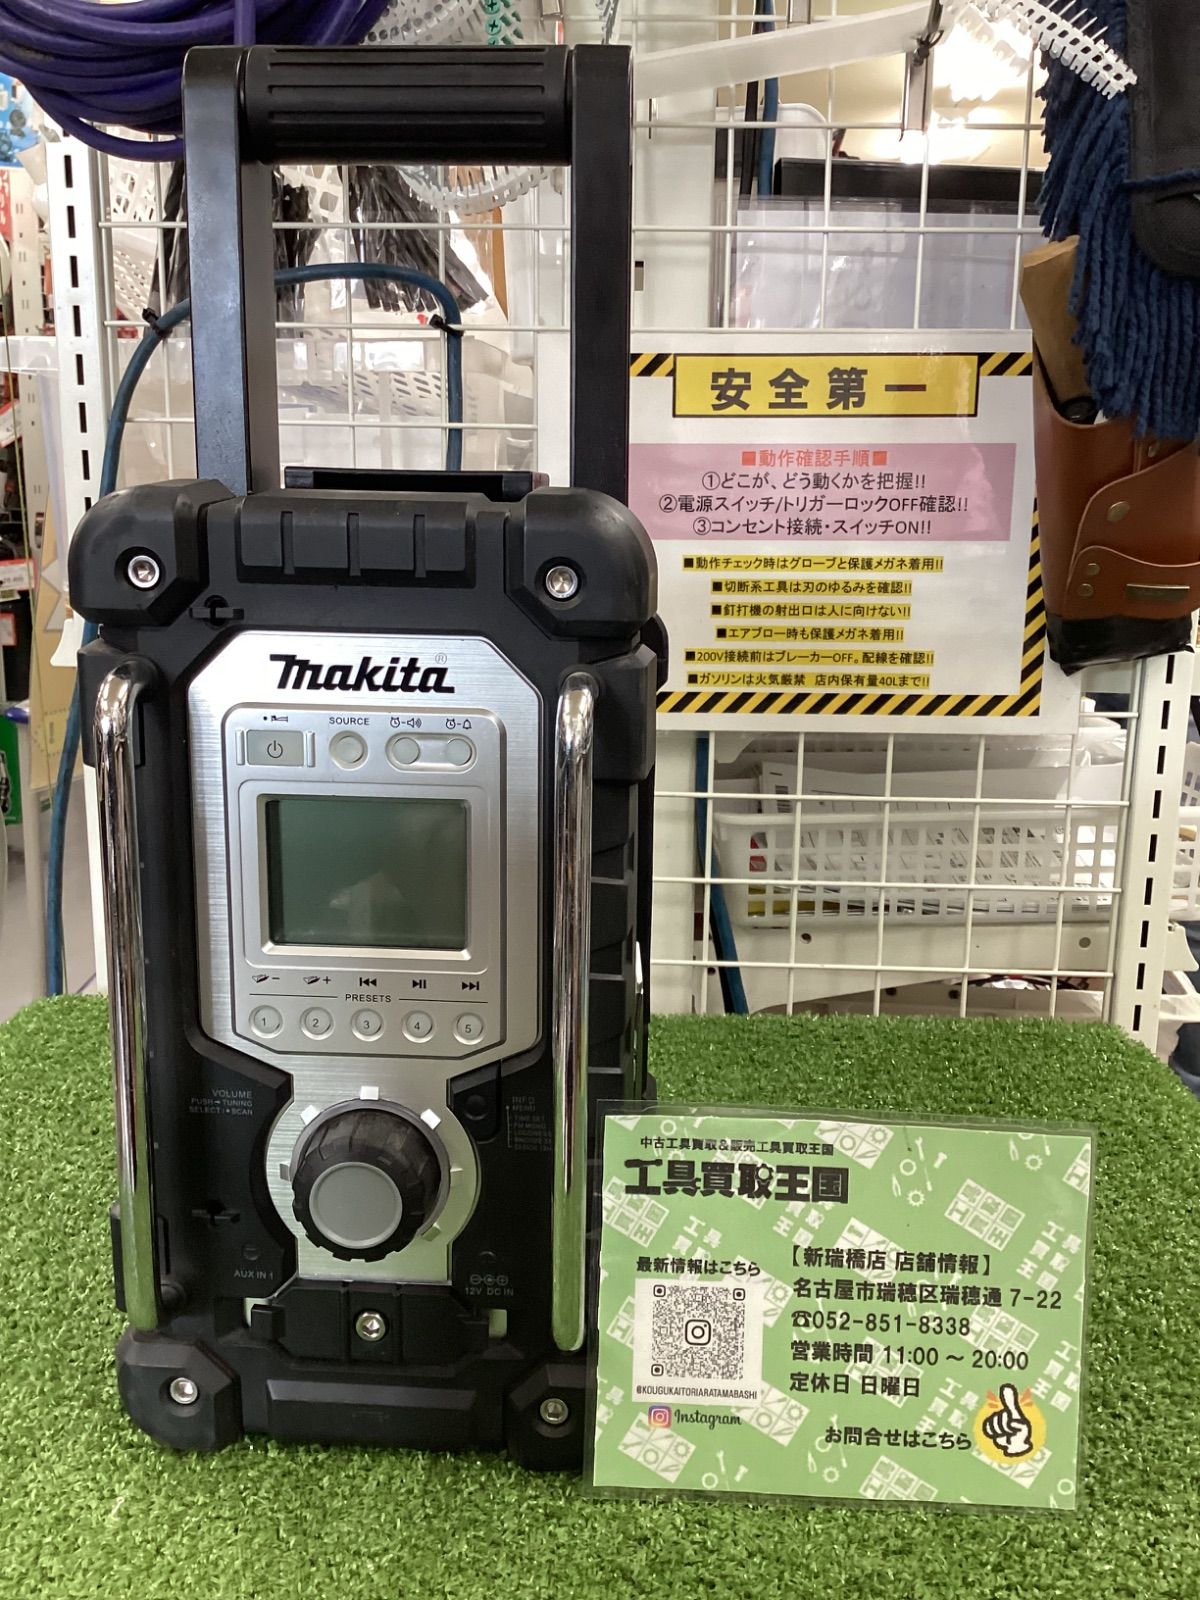 安全第一
■動作確認手順■
①どこが、どう動くかを把握!!
②電源スイッチ/トリガーロックOFF確認!!
③コンセント接続・スイッチON!!
■動作チェック時はグローブと保護メガネ着用!!
■切断系工具は刃のゆるみを確認!!
■釘打機の射出口は人に向けない!!
■エアブロー時も保護メガネ着用!!
■200V接続前はブレーカーOFF。配線を確認!!
■ガソリンは火気厳禁 店内保有量40Lまで!!
makita®
SOURCE
PRESETS
1 2 3 4 5
VOLUME
PUSH→TUNING
SELECT/●SCAN
INFO
MENU
TIME SET
AUX IN 1
12V DC IN
中古工具買取&販売工具買取王国
工具買取王国
最新情報はこちら
@KOUGUKAITORIARATAMABASHI
Instagram
【新瑞橋店 店舗情報】
名古屋市瑞穂区瑞穂通 7-22
☎052-851-8338
営業時間 11:00 ～ 20:00
定休日 日曜日
お問合せはこちら